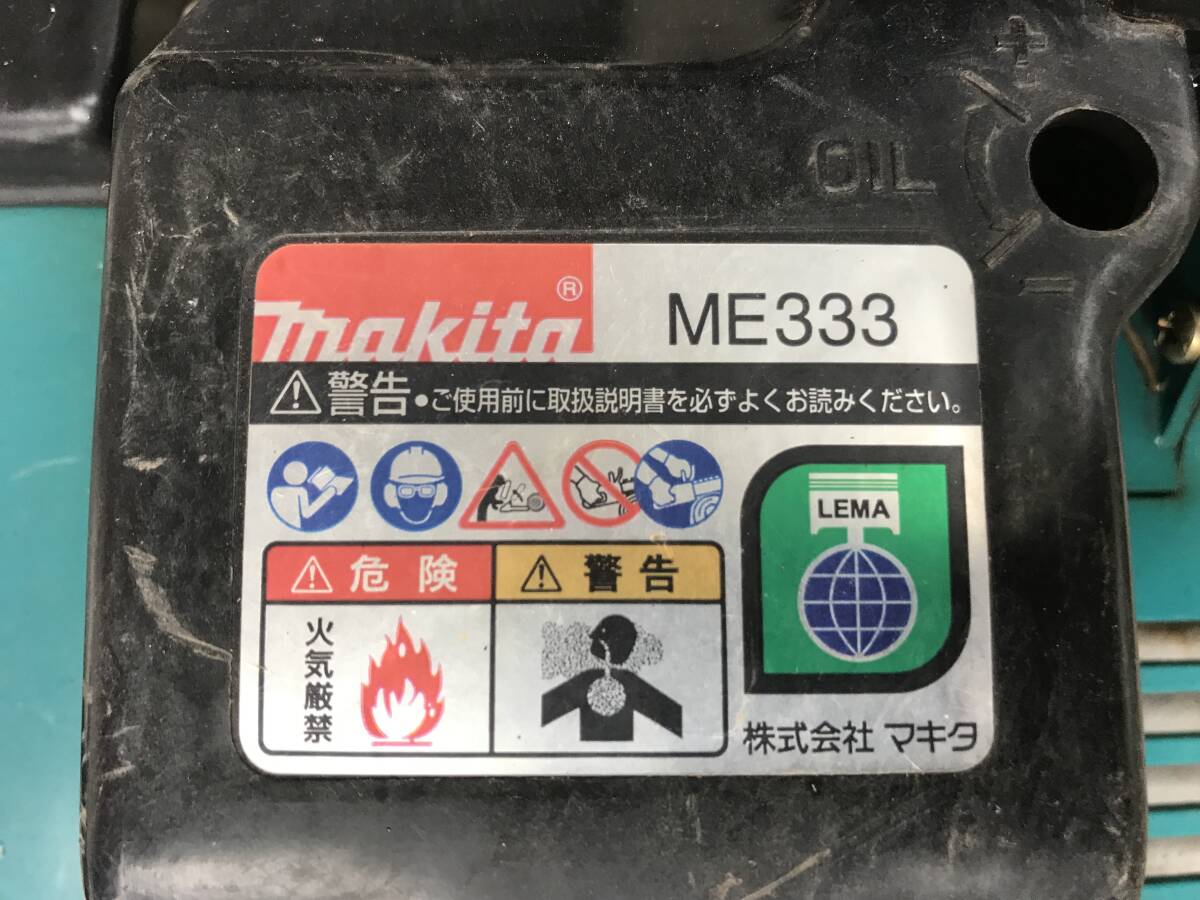 +
OIL
−
makita®
ME333
⚠警告・ご使用前に取扱説明書を必ずよくお読みください。
LEMA
⚠危険
⚠警告
火気厳禁
株式会社 マキタ